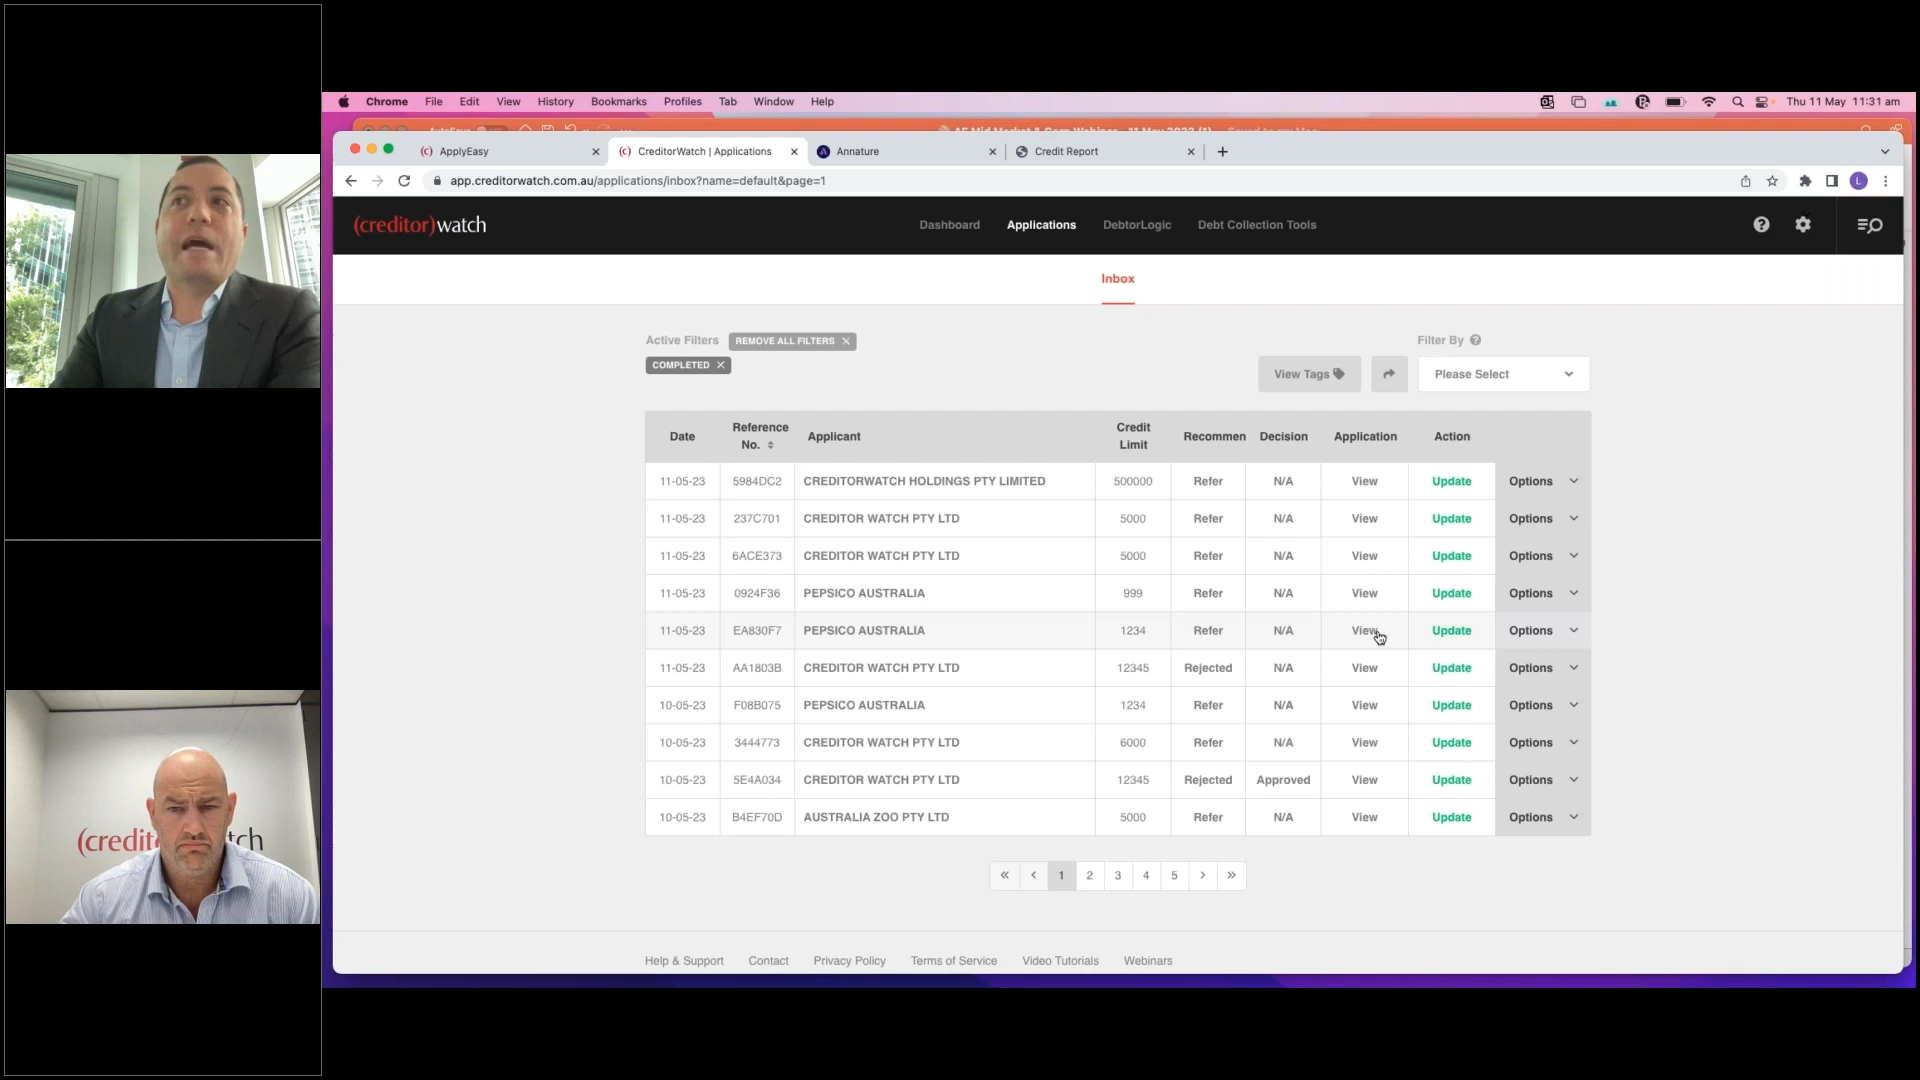 Chrome File Edit View History Bookmarks Profiles Tab Window Help Thu 11 May 11:31 am
ApplyEasy
CreditorWatch | Applications
Annature
Credit Report
app.creditorwatch.com.au/applications/inbox?name=default&page=1
L
(creditor)watch
Dashboard Applications DebtorLogic Debt Collection Tools
Inbox
Active Filters REMOVE ALL FILTERS
COMPLETED
Filter By
View Tags Please Select
Date Reference No. Applicant Credit Limit Recommen Decision Application Action
11-05-23 5984DC2 CREDITORWATCH HOLDINGS PTY LIMITED 500000 Refer N/A View Update Options
11-05-23 237C701 CREDITOR WATCH PTY LTD 5000 Refer N/A View Update Options
11-05-23 6ACE373 CREDITOR WATCH PTY LTD 5000 Refer N/A View Update Options
11-05-23 0924F36 PEPSICO AUSTRALIA 999 Refer N/A View Update Options
11-05-23 EA830F7 PEPSICO AUSTRALIA 1234 Refer N/A View Update Options
11-05-23 AA1803B CREDITOR WATCH PTY LTD 12345 Rejected N/A View Update Options
10-05-23 F08B075 PEPSICO AUSTRALIA 1234 Refer N/A View Update Options
10-05-23 3444773 CREDITOR WATCH PTY LTD 6000 Refer N/A View Update Options
10-05-23 5E4A034 CREDITOR WATCH PTY LTD 12345 Rejected Approved View Update Options
10-05-23 B4EF70D AUSTRALIA ZOO PTY LTD 5000 Refer N/A View Update Options
« ‹ 1 2 3 4 5 › »
Help & Support Contact Privacy Policy Terms of Service Video Tutorials Webinars